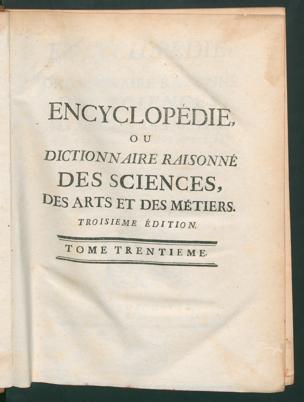 ENCYCLOPÉDIE,
OU
DICTIONNAIRE RAISONNÉ
DES SCIENCES,
DES ARTS ET DES MÉTIERS.
TROISIEME ÉDITION.
TOME TRENTIEME.